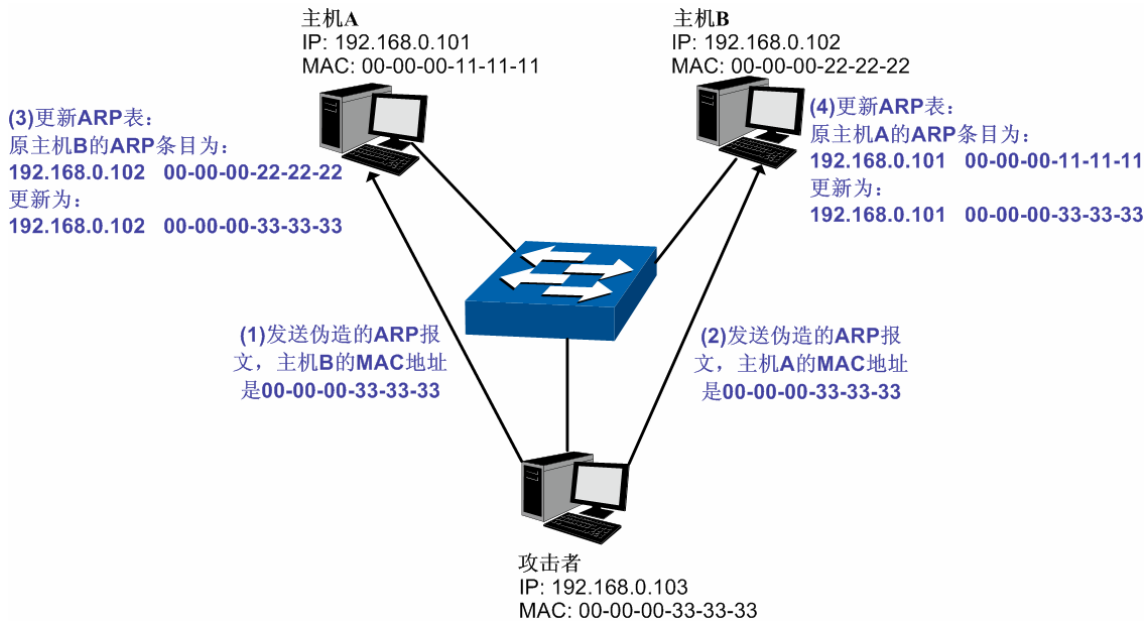 主机A
IP: 192.168.0.101
MAC: 00-00-00-11-11-11
主机B
IP: 192.168.0.102
MAC: 00-00-00-22-22-22
(3)更新ARP表：
原主机B的ARP条目为：
192.168.0.102 00-00-00-22-22-22
更新为：
192.168.0.102 00-00-00-33-33-33
(4)更新ARP表：
原主机A的ARP条目为：
192.168.0.101 00-00-00-11-11-11
更新为：
192.168.0.101 00-00-00-33-33-33
(1)发送伪造的ARP报
文，主机B的MAC地址
是00-00-00-33-33-33
(2)发送伪造的ARP报
文，主机A的MAC地址
是00-00-00-33-33-33
攻击者
IP: 192.168.0.103
MAC: 00-00-00-33-33-33